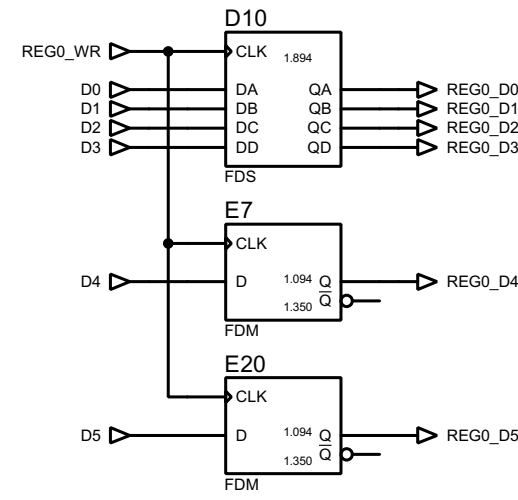 D10
REG0_WR CLK 1.894
D0 DA QA REG0_D0
D1 DB QB REG0_D1
D2 DC QC REG0_D2
D3 DD QD REG0_D3
FDS
E7
CLK
D4 D 1.094 Q REG0_D4
1.350 Q
FDM
E20
CLK
D5 D 1.094 Q REG0_D5
1.350 Q
FDM